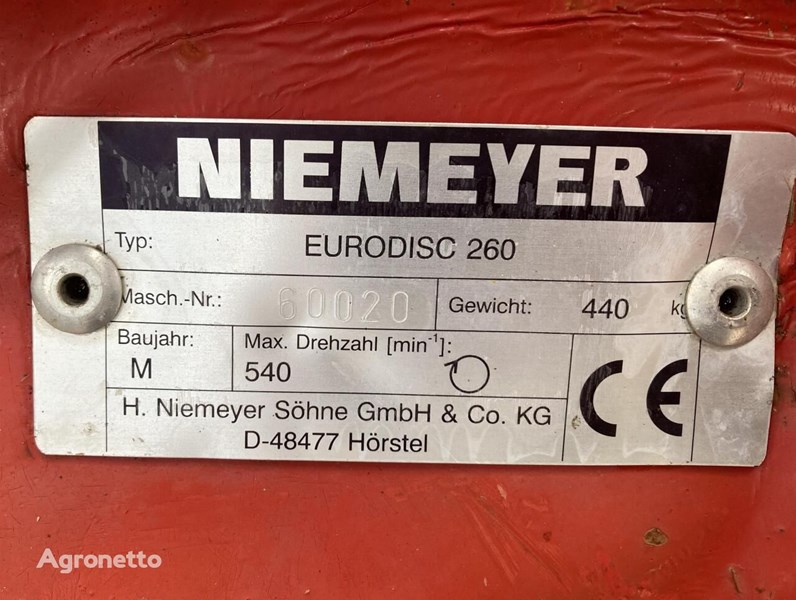 NIEMEYER
Typ: EURODISC 260
Masch.-Nr.: 60020 Gewicht: 440 kg
Baujahr: Max. Drehzahl [min-1]:
M 540
H. Niemeyer Söhne GmbH & Co. KG
D-48477 Hörstel
CE
Agronetto